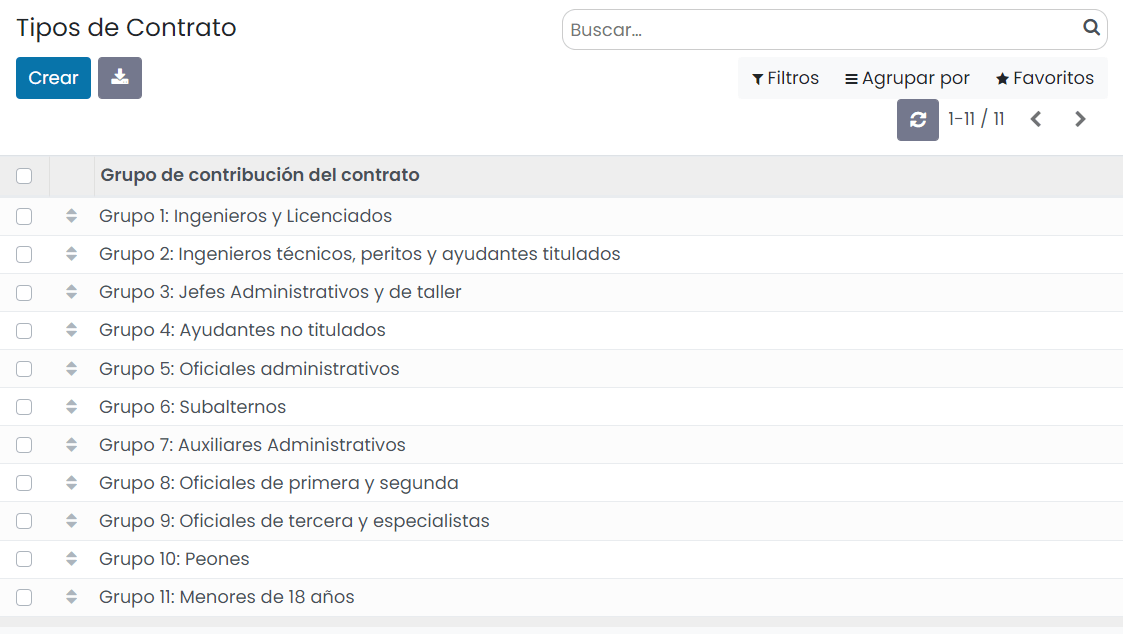 Tipos de Contrato
Buscar...
Crear
Filtros
Agrupar por
Favoritos
1-11 / 11
Grupo de contribución del contrato
Grupo 1: Ingenieros y Licenciados
Grupo 2: Ingenieros técnicos, peritos y ayudantes titulados
Grupo 3: Jefes Administrativos y de taller
Grupo 4: Ayudantes no titulados
Grupo 5: Oficiales administrativos
Grupo 6: Subalternos
Grupo 7: Auxiliares Administrativos
Grupo 8: Oficiales de primera y segunda
Grupo 9: Oficiales de tercera y especialistas
Grupo 10: Peones
Grupo 11: Menores de 18 años